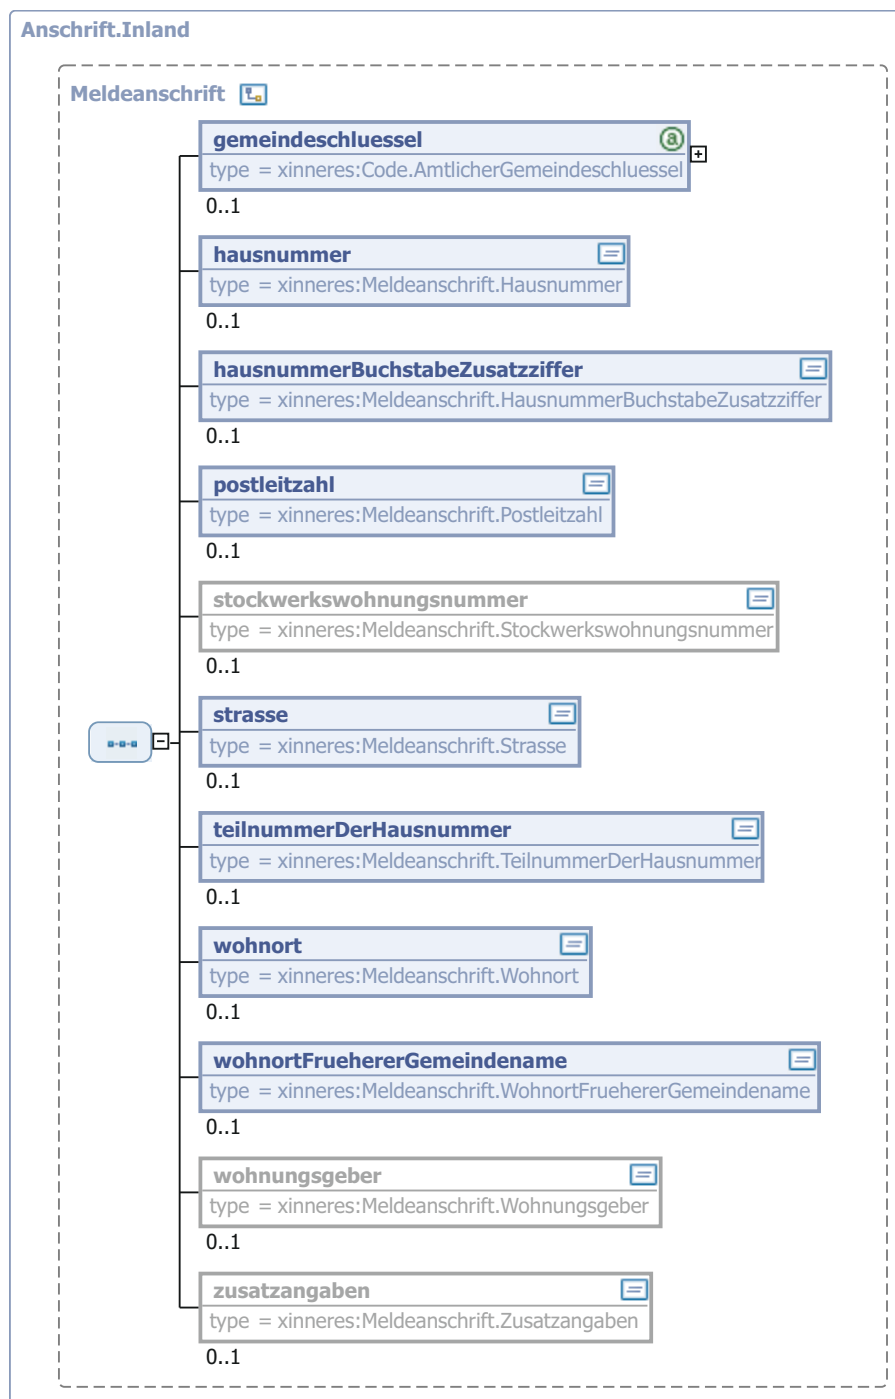 Anschrift.Inland
Meldeanschrift
gemeindeschluessel
type = xinneres:Code.AmtlicherGemeindeschluessel
0..1
hausnummer
type = xinneres:Meldeanschrift.Hausnummer
0..1
hausnummerBuchstabeZusatzziffer
type = xinneres:Meldeanschrift.HausnummerBuchstabeZusatzziffer
0..1
postleitzahl
type = xinneres:Meldeanschrift.Postleitzahl
0..1
stockwerkswohnungsnummer
type = xinneres:Meldeanschrift.Stockwerkswohnungsnummer
0..1
strasse
type = xinneres:Meldeanschrift.Strasse
0..1
teilnummerDerHausnummer
type = xinneres:Meldeanschrift.TeilnummerDerHausnummer
0..1
wohnort
type = xinneres:Meldeanschrift.Wohnort
0..1
wohnortFruehererGemeindename
type = xinneres:Meldeanschrift.WohnortFruehererGemeindename
0..1
wohnungsgeber
type = xinneres:Meldeanschrift.Wohnungsgeber
0..1
zusatzangaben
type = xinneres:Meldeanschrift.Zusatzangaben
0..1